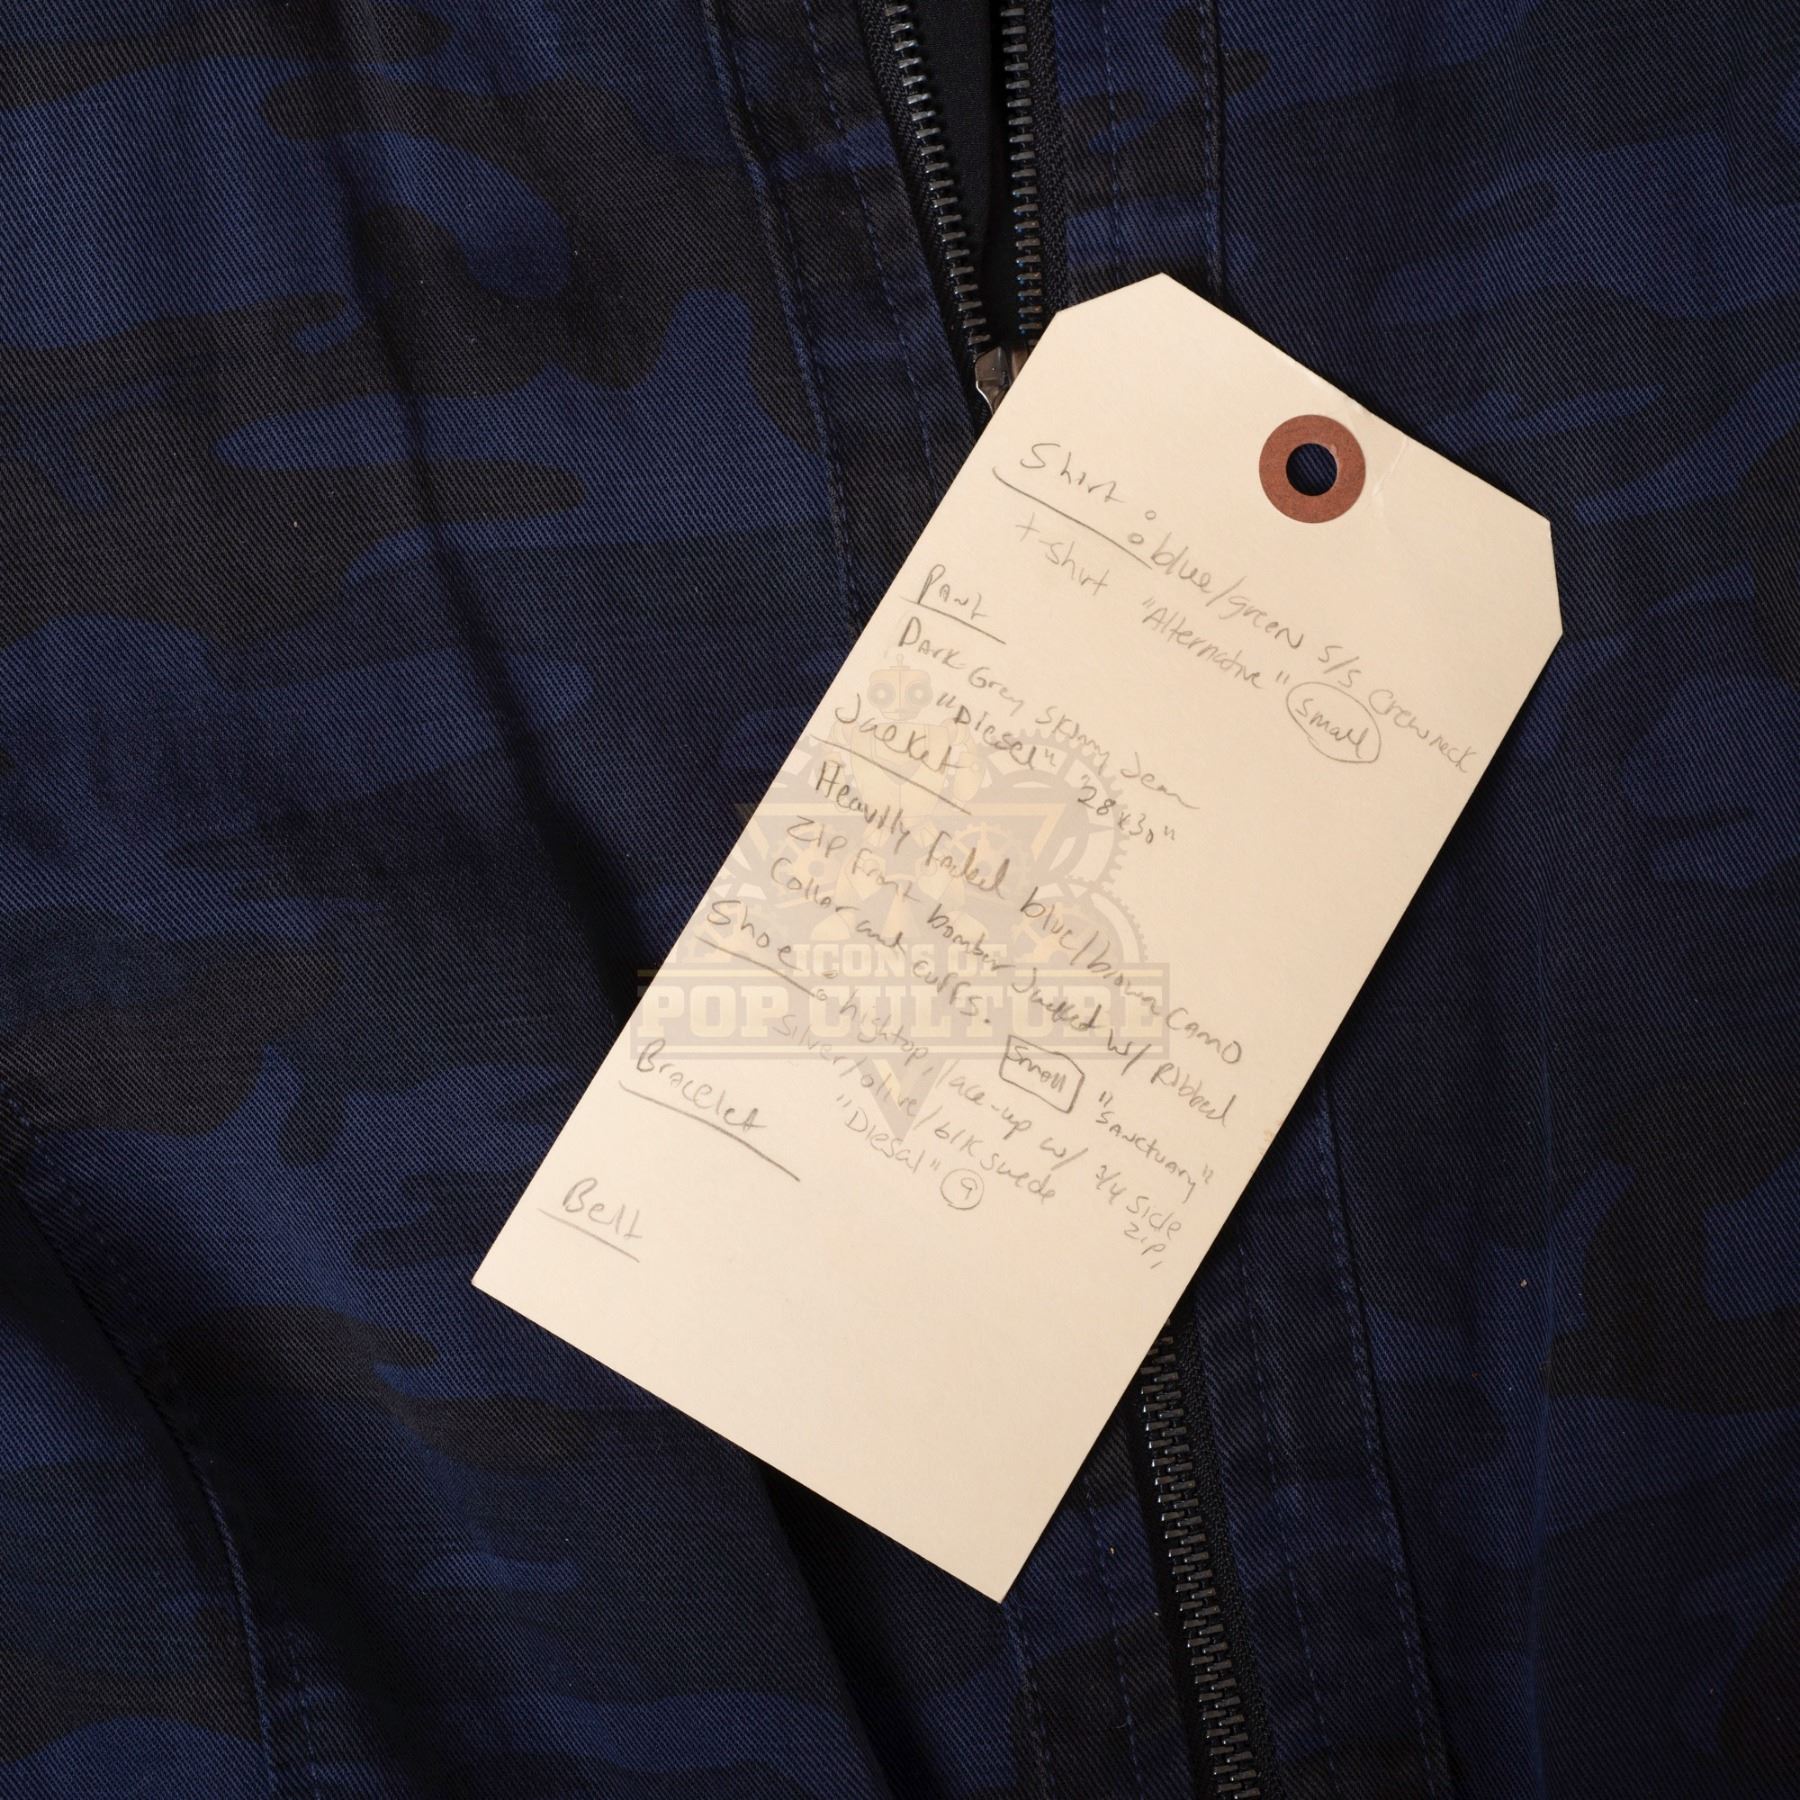 Shirt : blue/green s/s crewneck
t-shirt "Alternative" small
Pant
Dark Grey Skinny Jean
"Diesel" "28x30"
Jacket
Heavily Faded blue/brown camo
Zip Front bomber Jacket w/ Ribbed
Collar and cuffs. small "Sanctuary"
Shoe : hightop, lace-up w/ 3/4 side zip,
silver/olive/blk suede
"Diesel" 9
Bracelet
Belt
ICONS OF
POP CULTURE